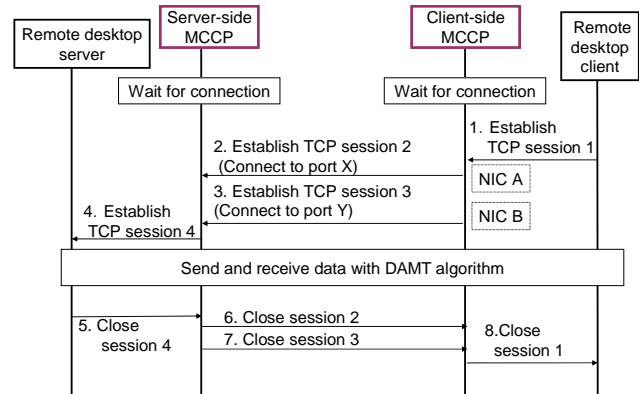 Remote desktop
server
Server-side
MCCP
Client-side
MCCP
Remote
desktop
client
Wait for connection
Wait for connection
1. Establish
TCP session 1
2. Establish TCP session 2
(Connect to port X)
NIC A
3. Establish TCP session 3
(Connect to port Y)
NIC B
4. Establish
TCP session 4
Send and receive data with DAMT algorithm
5. Close
session 4
6. Close session 2
7. Close session 3
8.Close
session 1